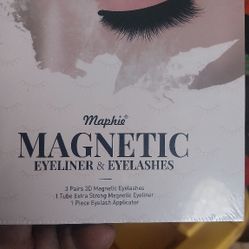 Maphie®
MAGNETIC
EYELINER & EYELASHES
3 Pairs 3D Magnetic Eyelashes
1 Tube Extra Strong Magnetic Eyeliner
1 Piece Eyelash Applicator